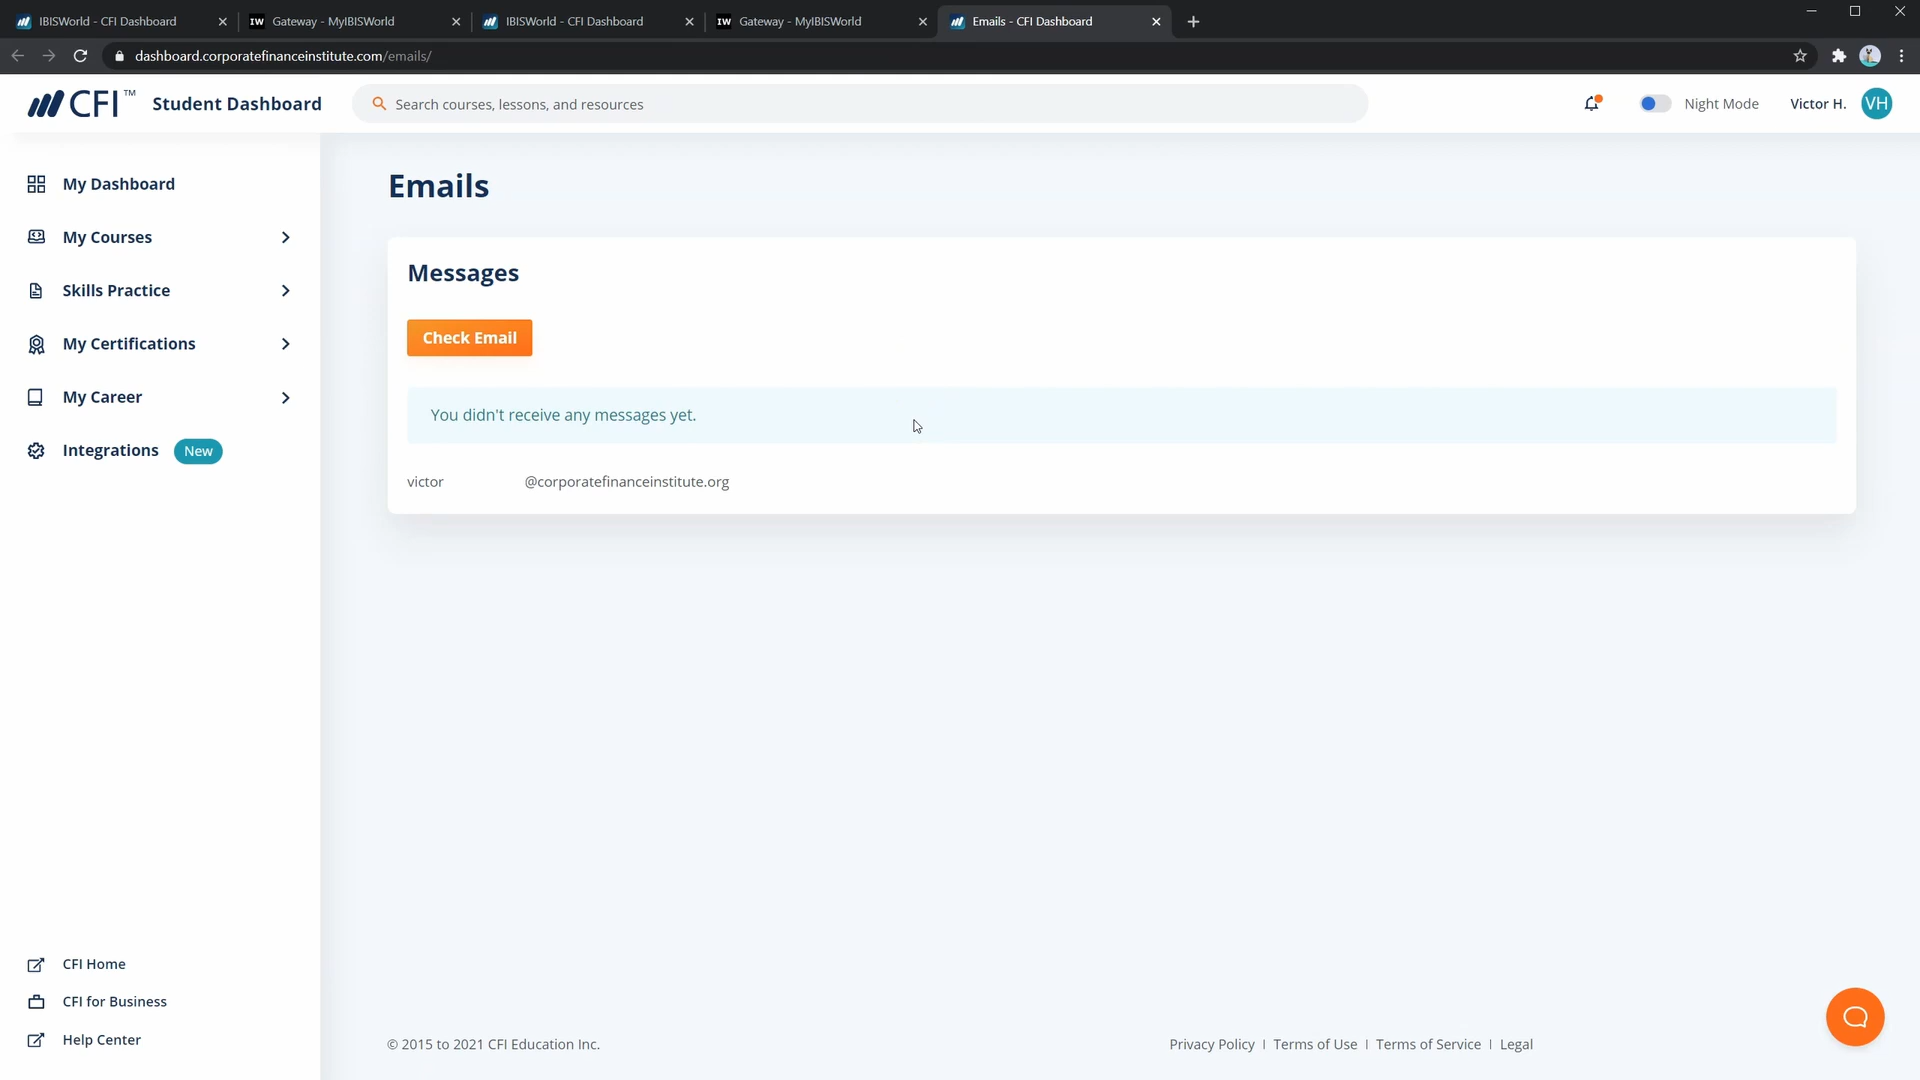 IBISWorld - CFI Dashboard
IW Gateway - MyIBISWorld
IBISWorld - CFI Dashboard
IW Gateway - MyIBISWorld
Emails - CFI Dashboard
dashboard.corporatefinanceinstitute.com/emails/
CFI™ Student Dashboard
Search courses, lessons, and resources
Night Mode
Victor H.
VH
My Dashboard
My Courses
Skills Practice
My Certifications
My Career
Integrations New
CFI Home
CFI for Business
Help Center
Emails
Messages
Check Email
You didn't receive any messages yet.
victor @corporatefinanceinstitute.org
© 2015 to 2021 CFI Education Inc.
Privacy Policy | Terms of Use | Terms of Service | Legal